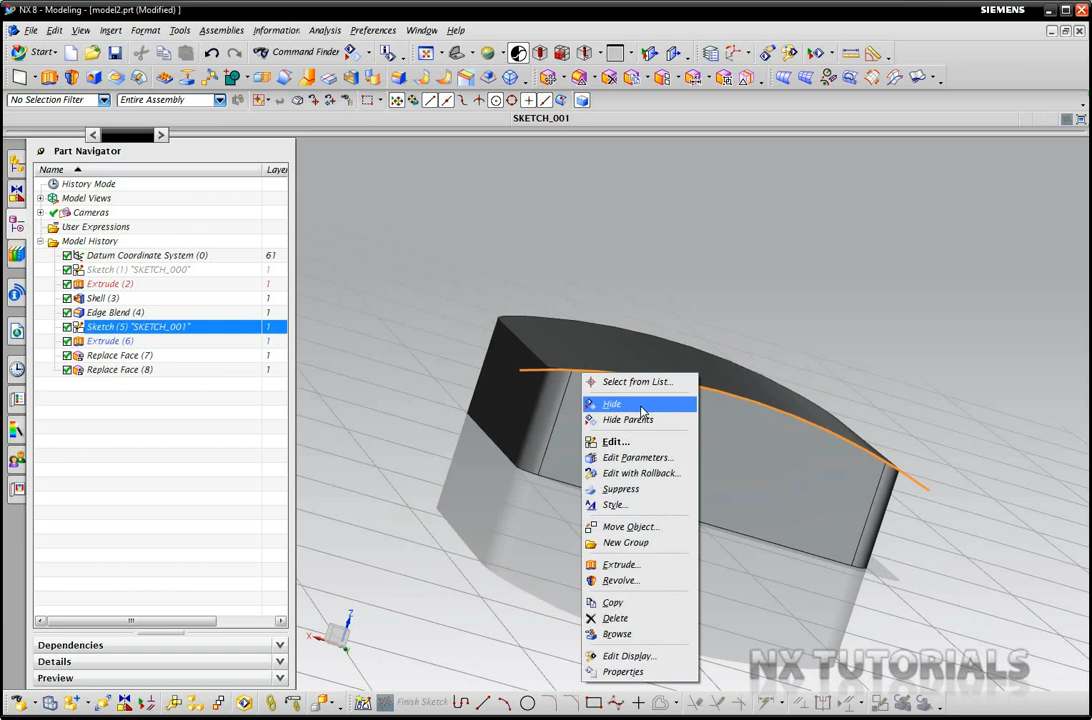 NX 8 - Modeling - [model2.prt (Modified) ]
SIEMENS
File Edit View Insert Format Tools Assemblies Information Analysis Preferences Window Help
Start
Command Finder
No Selection Filter
Entire Assembly
SKETCH_001
Part Navigator
Name
Layer
History Mode
Model Views
Cameras
User Expressions
Model History
Datum Coordinate System (0) 61
Sketch (1) "SKETCH_000" 1
Extrude (2) 1
Shell (3) 1
Edge Blend (4) 1
Sketch (5) "SKETCH_001" 1
Extrude (6) 1
Replace Face (7) 1
Replace Face (8) 1
Select from List...
Hide
Hide Parents
Edit...
Edit Parameters...
Edit with Rollback...
Suppress
Style...
Move Object...
New Group
Extrude...
Revolve...
Copy
Delete
Browse
Edit Display...
Properties
Z
X
Dependencies
Details
Preview
NX TUTORIALS
Finish Sketch